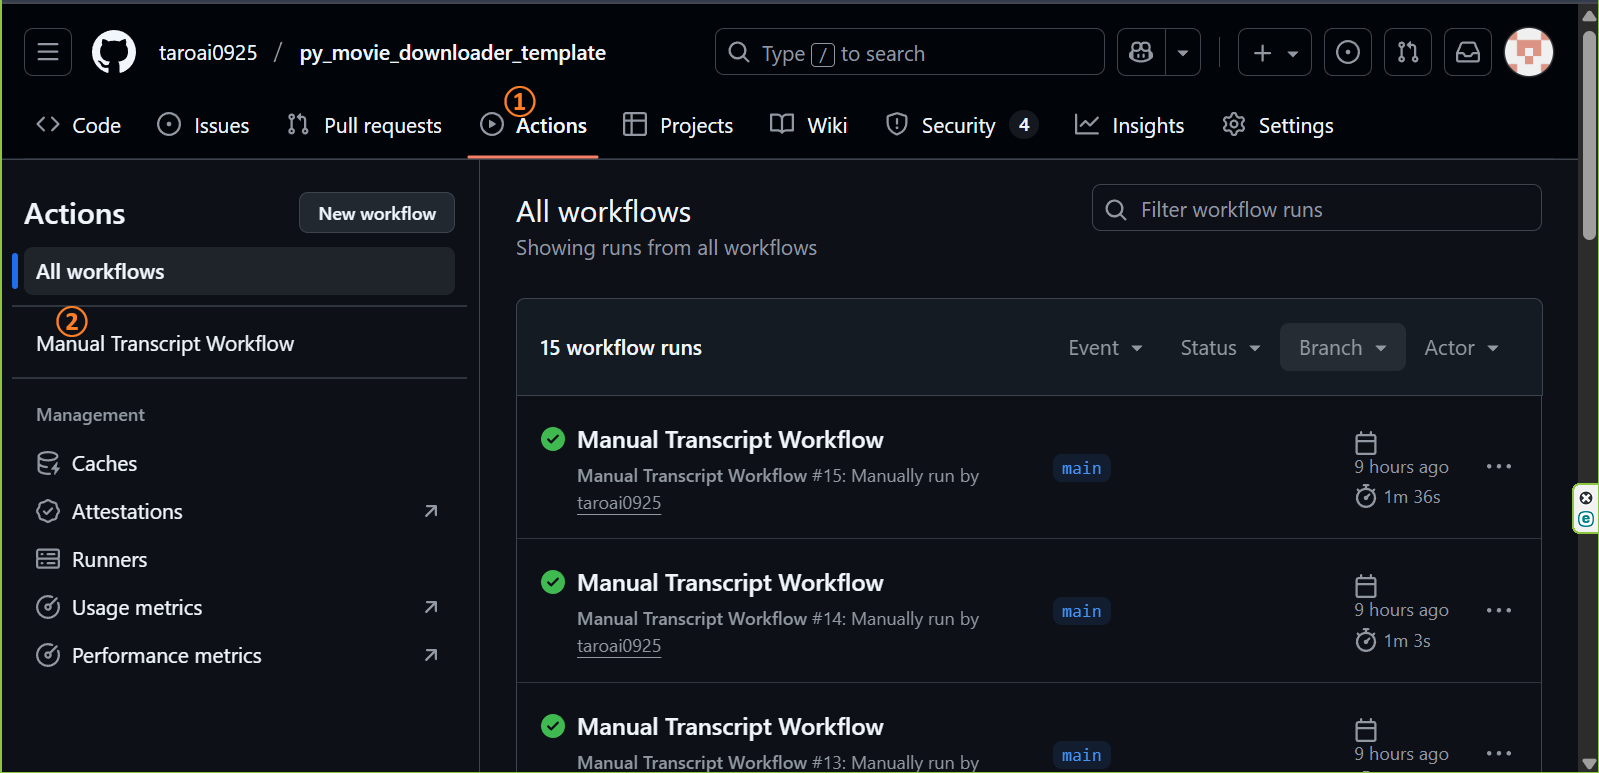 taroai0925 / py_movie_downloader_template
Type / to search
①
Code
Issues
Pull requests
Actions
Projects
Wiki
Security 4
Insights
Settings
Actions
New workflow
All workflows
②
Manual Transcript Workflow
Management
Caches
Attestations
Runners
Usage metrics
Performance metrics
All workflows
Showing runs from all workflows
Filter workflow runs
15 workflow runs
Event
Status
Branch
Actor
Manual Transcript Workflow
Manual Transcript Workflow #15: Manually run by
taroai0925
main
9 hours ago
1m 36s
Manual Transcript Workflow
Manual Transcript Workflow #14: Manually run by
taroai0925
main
9 hours ago
1m 3s
Manual Transcript Workflow
Manual Transcript Workflow #13: Manually run by
main
9 hours ago